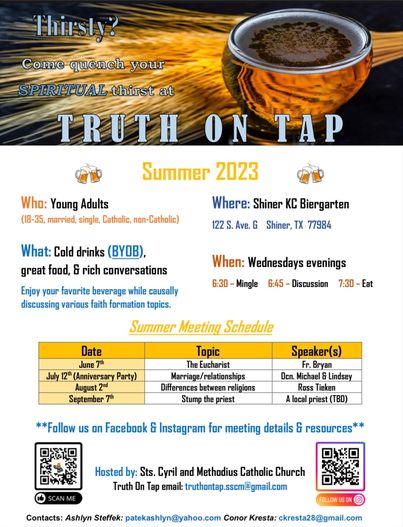 Thirsty?
Come quench your
SPIRITUAL thirst at
TRUTH ON TAP
Summer 2023
Who: Young Adults
(18-35, married, single, Catholic, non-Catholic)
Where: Shiner KC Biergarten
122 S. Ave. G Shiner, TX 77984
What: Cold drinks (BYOB),
great food, & rich conversations
Enjoy your favorite beverage while casually
discussing various faith formation topics.
When: Wednesdays evenings
6:30 – Mingle 6:45 – Discussion 7:30 – Eat
Summer Meeting Schedule
Date Topic Speaker(s)
June 7th The Eucharist Fr. Bryan
July 12th (Anniversary Party) Marriage/relationships Dcn. Michael & Lindsey
August 2nd Differences between religions Ross Tieken
September 7th Stump the priest A local priest (TBD)
**Follow us on Facebook & Instagram for meeting details & resources**
Hosted by: Sts. Cyril and Methodius Catholic Church
Truth On Tap email: truthontap.sscm@gmail.com
SCAN ME
FOLLOW US ON
Contacts: Ashlyn Steffek: patekashlyn@yahoo.com Conor Kresta: ckresta28@gmail.com